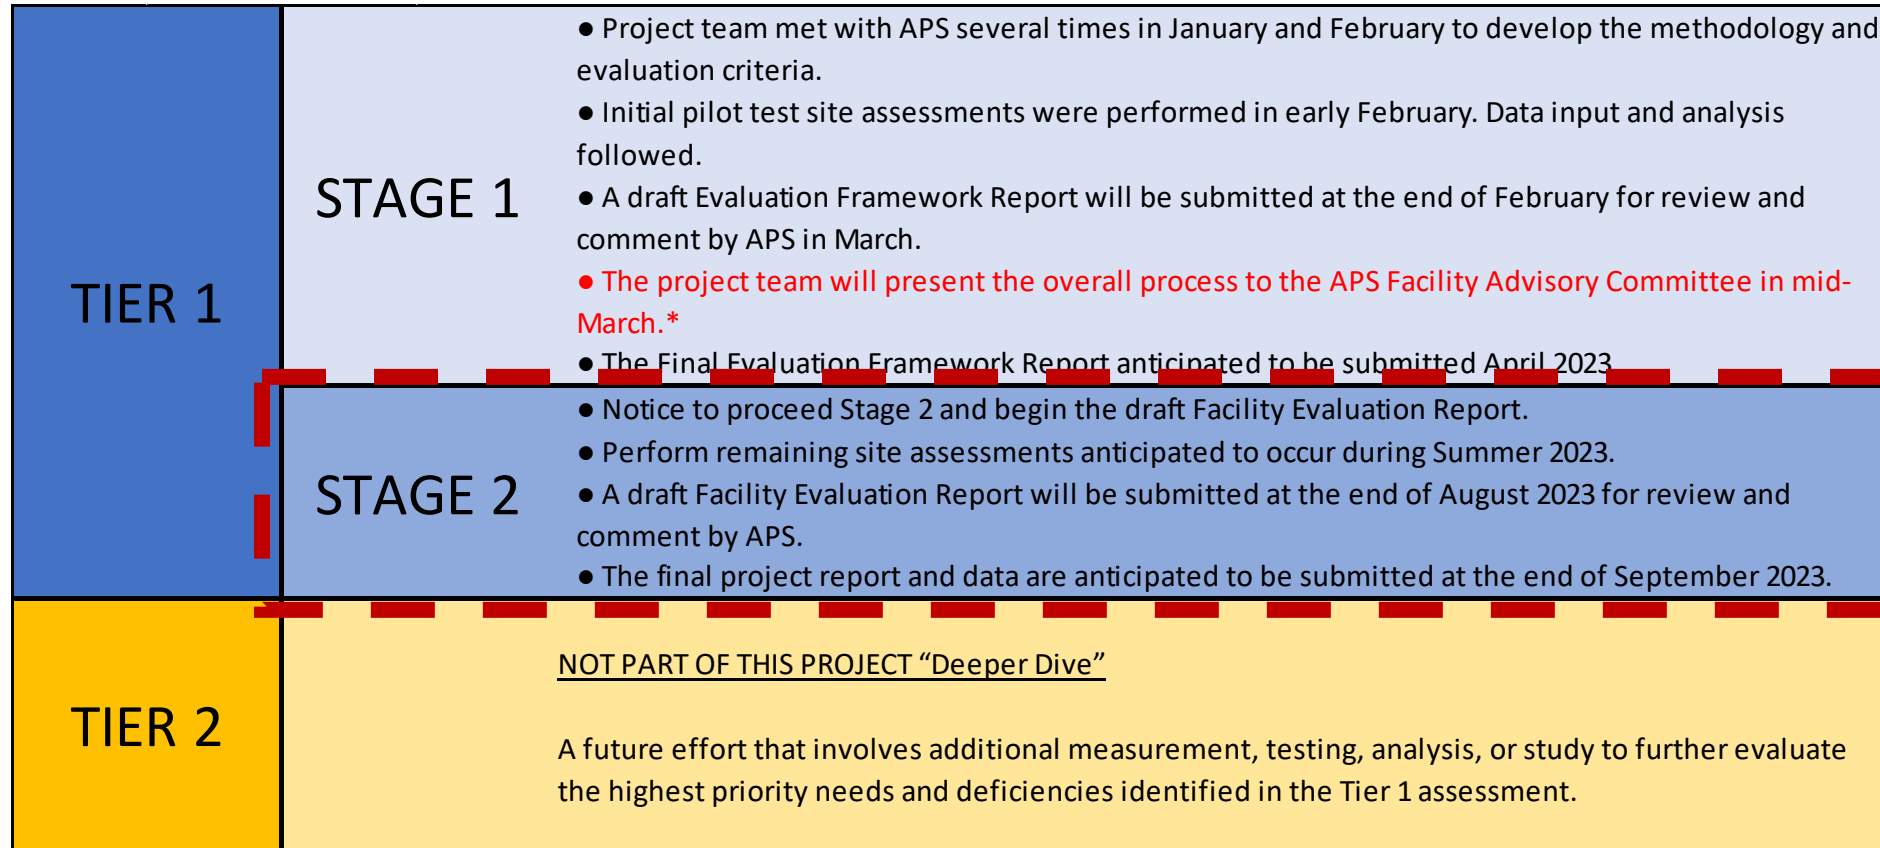 TIER 1
STAGE 1
● Project team met with APS several times in January and February to develop the methodology and
evaluation criteria.
● Initial pilot test site assessments were performed in early February. Data input and analysis
followed.
● A draft Evaluation Framework Report will be submitted at the end of February for review and
comment by APS in March.
● The project team will present the overall process to the APS Facility Advisory Committee in mid-
March.*
● The Final Evaluation Framework Report anticipated to be submitted April 2023
STAGE 2
● Notice to proceed Stage 2 and begin the draft Facility Evaluation Report.
● Perform remaining site assessments anticipated to occur during Summer 2023.
● A draft Facility Evaluation Report will be submitted at the end of August 2023 for review and
comment by APS.
● The final project report and data are anticipated to be submitted at the end of September 2023.
TIER 2
NOT PART OF THIS PROJECT “Deeper Dive”
A future effort that involves additional measurement, testing, analysis, or study to further evaluate
the highest priority needs and deficiencies identified in the Tier 1 assessment.